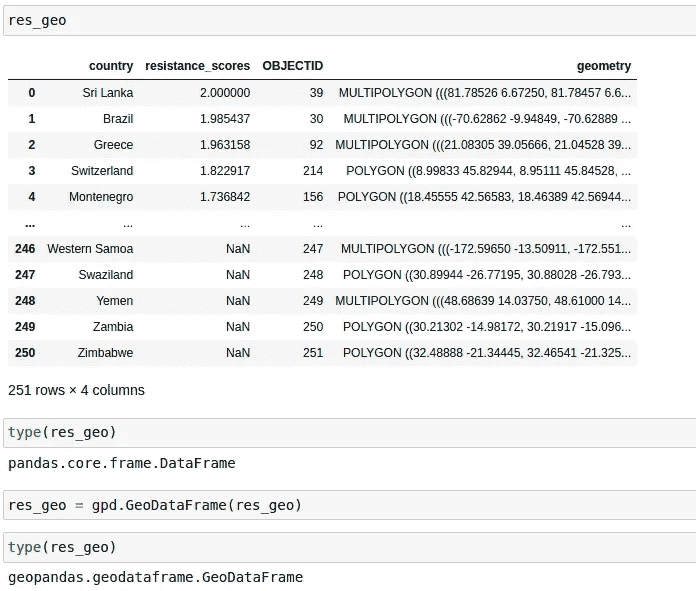 res_geo
country resistance_scores OBJECTID geometry
0 Sri Lanka 2.000000 39 MULTIPOLYGON (((81.78526 6.67250, 81.78457 6.6...
1 Brazil 1.985437 30 MULTIPOLYGON (((-70.62862 -9.94849, -70.62889 ...
2 Greece 1.963158 92 MULTIPOLYGON (((21.08305 39.05666, 21.04528 39...
3 Switzerland 1.822917 214 POLYGON ((8.99833 45.82944, 8.95111 45.84528, ...
4 Montenegro 1.736842 156 POLYGON ((18.45555 42.56583, 18.46389 42.56944...
... ... ... ... ...
246 Western Samoa NaN 247 MULTIPOLYGON (((-172.59650 -13.50911, -172.551...
247 Swaziland NaN 248 POLYGON ((30.89944 -26.77195, 30.88028 -26.793...
248 Yemen NaN 249 MULTIPOLYGON (((48.68639 14.03750, 48.61000 14...
249 Zambia NaN 250 POLYGON ((30.21302 -14.98172, 30.21917 -15.096...
250 Zimbabwe NaN 251 POLYGON ((32.48888 -21.34445, 32.46541 -21.325...
251 rows × 4 columns
type(res_geo)
pandas.core.frame.DataFrame
res_geo = gpd.GeoDataFrame(res_geo)
type(res_geo)
geopandas.geodataframe.GeoDataFrame